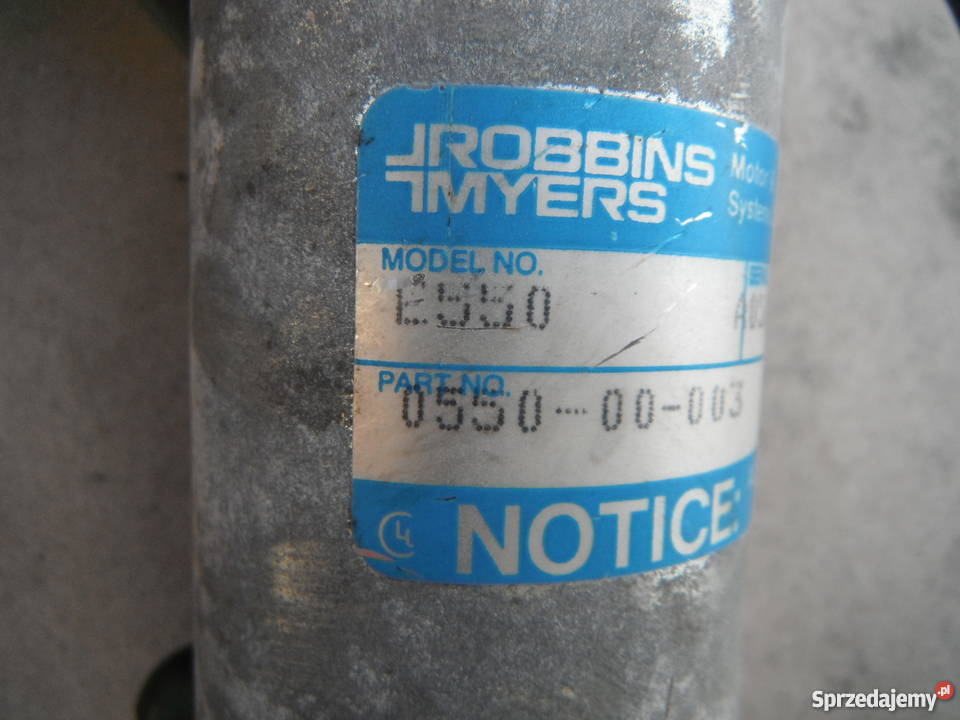 ROBBINS
MYERS
Motor
System
MODEL NO.
E550
PART NO.
0550-00-003
NOTICE:
Sprzedajemy.pl